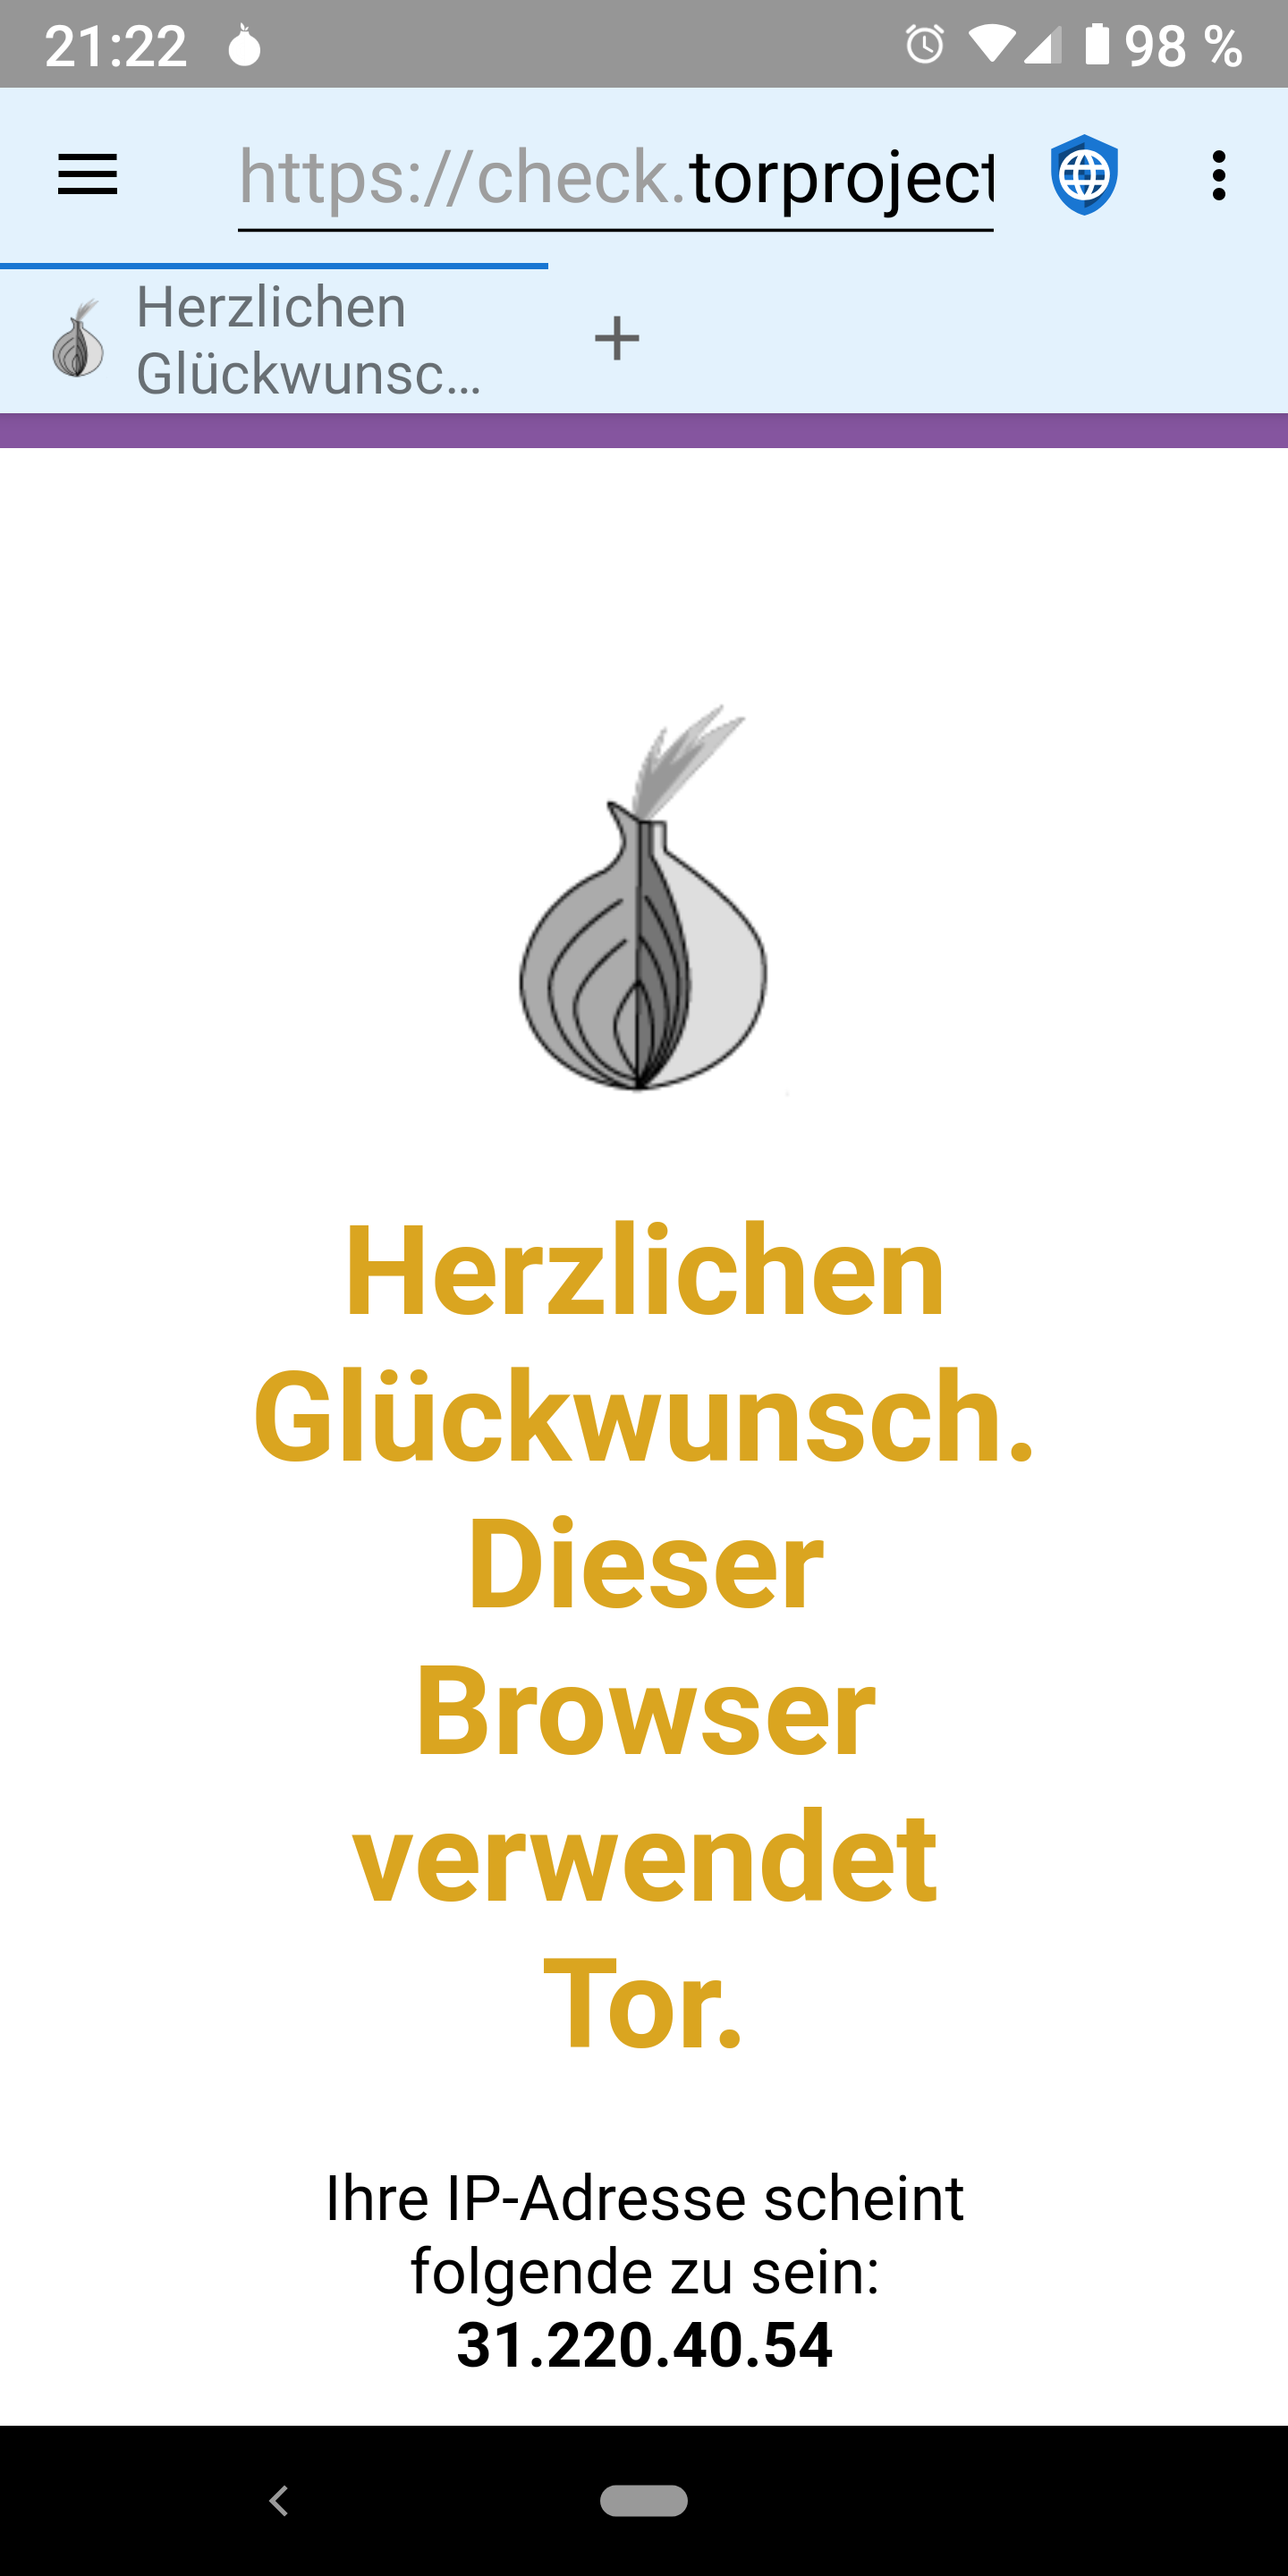 21:22
98 %
https://check.torproject
Herzlichen
Glückwunsc…
+
Herzlichen
Glückwunsch.
Dieser
Browser
verwendet
Tor.
Ihre IP-Adresse scheint
folgende zu sein:
31.220.40.54